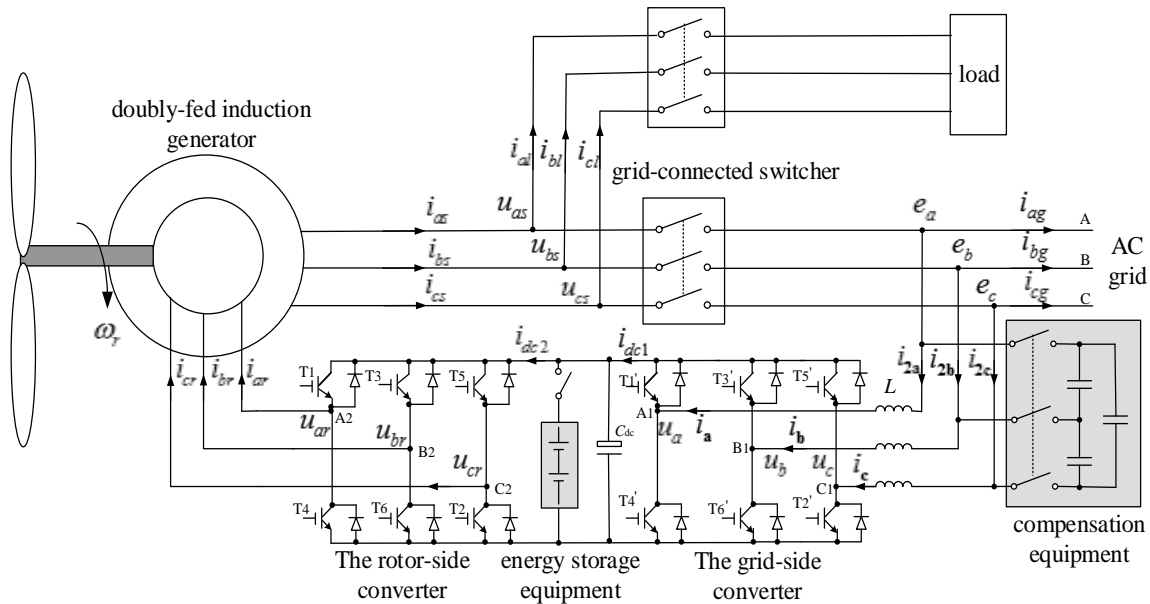 load
doubly-fed induction
generator
i_al i_bl i_cl
grid-connected switcher
i_as u_as e_a i_ag A
i_bs u_bs e_b i_bg B
AC
grid
i_cs u_cs e_c i_cg C
ω_r
i_cr i_br i_ar
i_dc2 i_dc1
i_2a i_2b i_2c
T1 T3 T5 T1' T3' T5'
L
u_ar A2 C_dc A1 u_a i_a
u_br B2 B1 u_b i_b
u_cr C2 C1 u_c i_c
T4 T6 T2 T4' T6' T2'
The rotor-side
converter
energy storage
equipment
The grid-side
converter
compensation
equipment